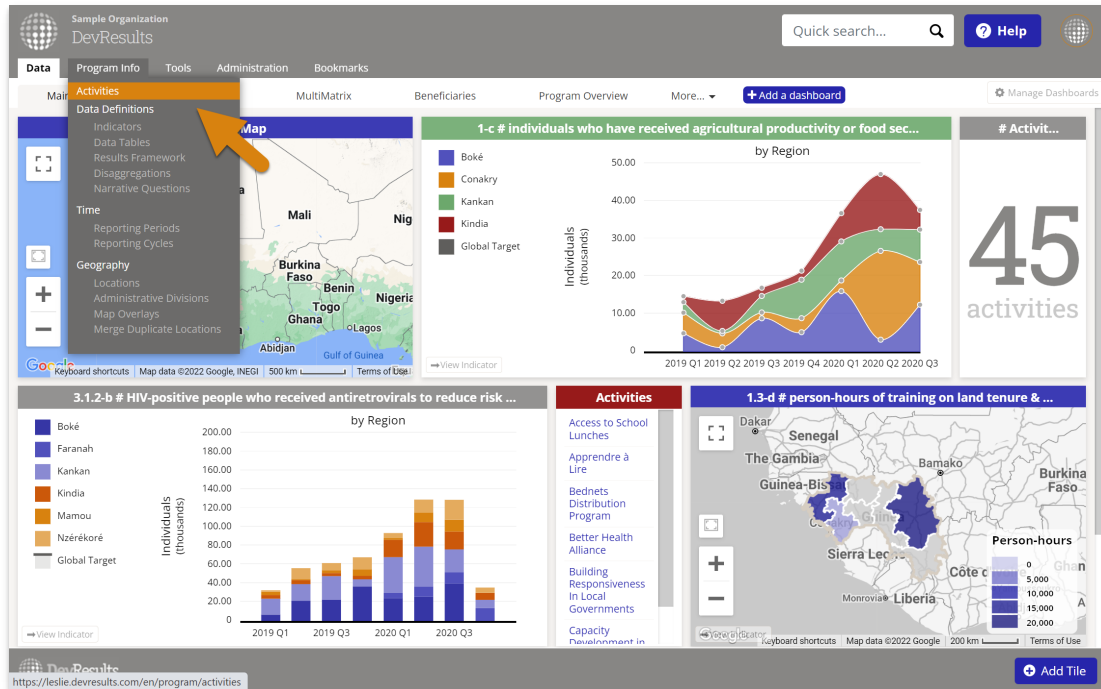 Sample Organization
DevResults
Quick search...
? Help
Data
Program Info
Tools
Administration
Bookmarks
Activities
Data Definitions
Indicators
Data Tables
Results Framework
Disaggregations
Narrative Questions
Time
Reporting Periods
Reporting Cycles
Geography
Locations
Administrative Divisions
Map Overlays
Merge Duplicate Locations
MultiMatrix
Beneficiaries
Program Overview
More...
Add a dashboard
Manage Dashboards
Map
Mali
Burkina
Faso
Benin
Togo
Nigeria
Ghana
Lagos
Abidjan
Gulf of Guinea
Keyboard shortcuts
Map data ©2022 Google, INEGI
500 km
Terms of Use
1-c # individuals who have received agricultural productivity or food sec...
by Region
Boké
Conakry
Kankan
Kindia
Global Target
Individuals
(thousands)
50.00
40.00
30.00
20.00
10.00
0
2019 Q1 2019 Q2 2019 Q3 2019 Q4 2020 Q1 2020 Q2 2020 Q3
View Indicator
# Activit...
45
activities
3.1.2-b # HIV-positive people who received antiretrovirals to reduce risk ...
by Region
Boké
Faranah
Kankan
Kindia
Mamou
Nzérékoré
Global Target
Individuals
(thousands)
200.00
180.00
160.00
140.00
120.00
100.00
80.00
60.00
40.00
20.00
0
2019 Q1 2019 Q3 2020 Q1 2020 Q3
View Indicator
Activities
Access to School
Lunches
Apprendre à
Lire
Bednets
Distribution
Program
Better Health
Alliance
Building
Responsiveness
In Local
Governments
Capacity
Development in
1.3-d # person-hours of training on land tenure & ...
Dakar
Senegal
The Gambia
Bamako
Guinea-Bissau
Burkina
Faso
Conakry
Guinea
Sierra Leone
Monrovia
Liberia
Person-hours
0
5,000
10,000
15,000
20,000
Keyboard shortcuts
Map data ©2022 Google
200 km
Terms of Use
DevResults
https://leslie.devresults.com/en/program/activities
Add Tile